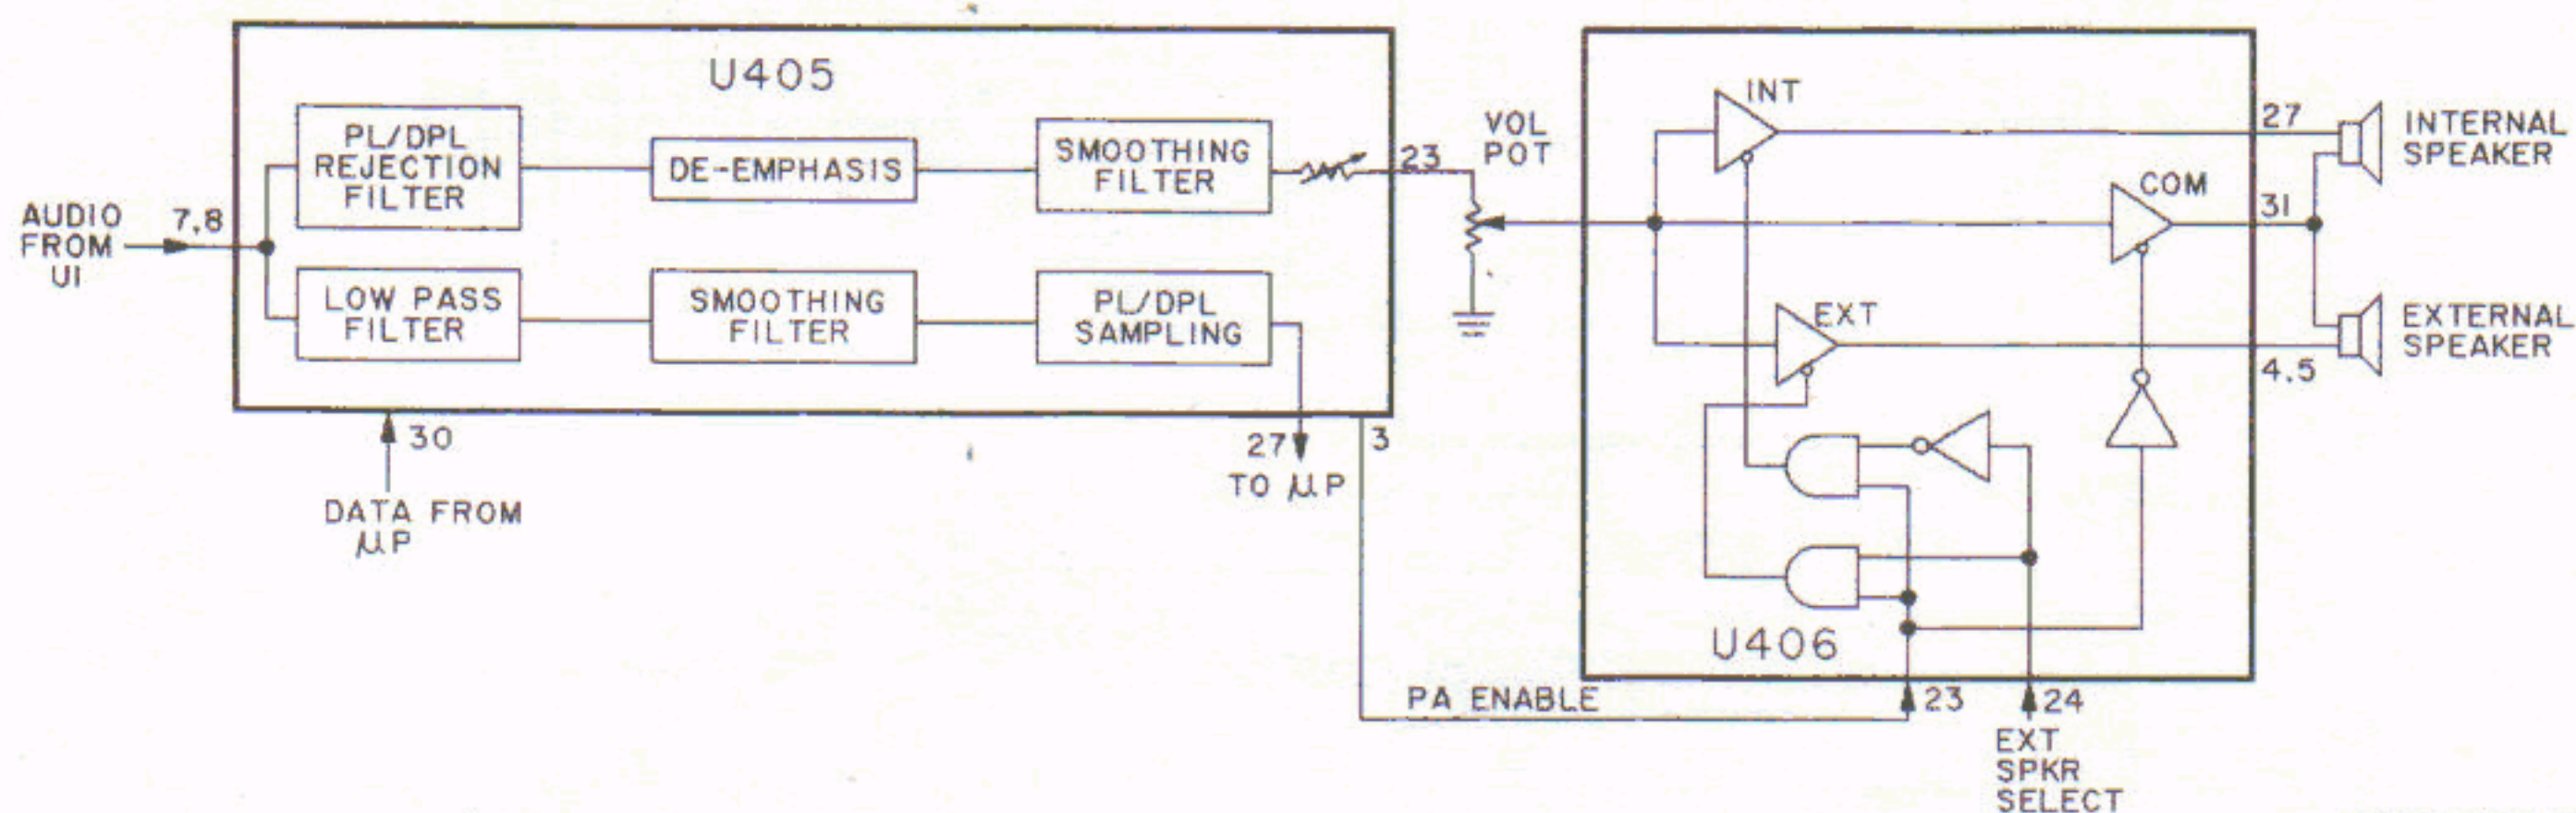 U405
PL/DPL
REJECTION
FILTER
DE-EMPHASIS
SMOOTHING
FILTER
23
AUDIO
FROM
U1
7,8
LOW PASS
FILTER
SMOOTHING
FILTER
PL/DPL
SAMPLING
30
DATA FROM
μP
27
TO μP
3
VOL
POT
INT
27
INTERNAL
SPEAKER
COM
31
EXT
EXTERNAL
SPEAKER
4,5
U406
PA ENABLE
23
24
EXT
SPKR
SELECT